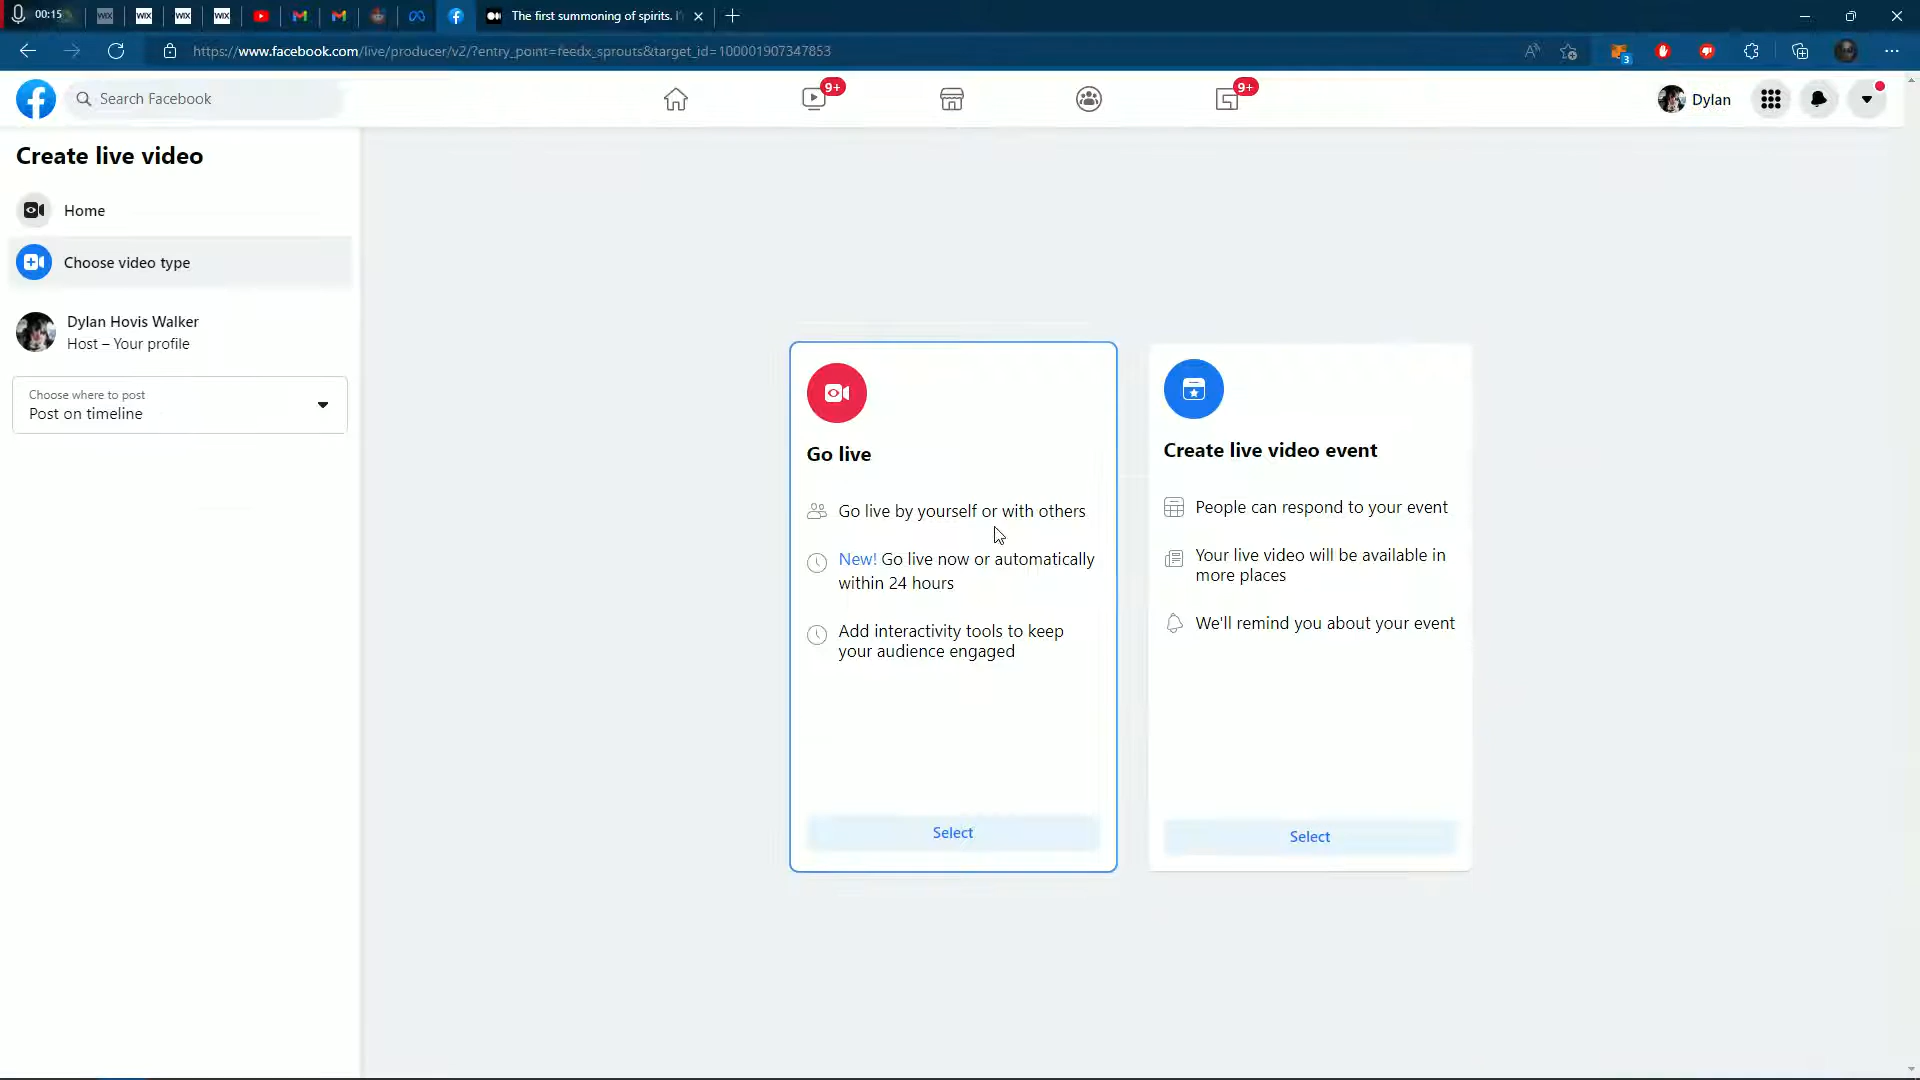 00:15
WIX
WIX
WIX
WIX
The first summoning of spirits. I'
https://www.facebook.com/live/producer/v2/?entry_point=feedx_sprouts&target_id=100001907347853
3
Search Facebook
9+
9+
Dylan
Create live video
Home
Choose video type
Dylan Hovis Walker
Host – Your profile
Choose where to post
Post on timeline
Go live
Go live by yourself or with others
New! Go live now or automatically
within 24 hours
Add interactivity tools to keep
your audience engaged
Select
Create live video event
People can respond to your event
Your live video will be available in
more places
We'll remind you about your event
Select